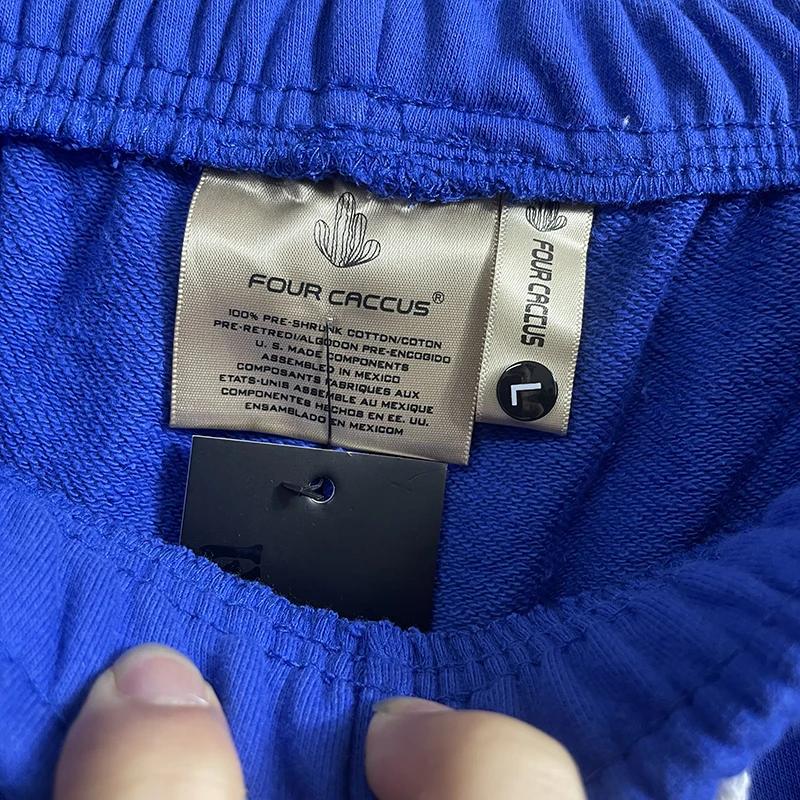 FOUR CACCUS®
100% PRE-SHRUNK COTTON/COTON
PRE-RETREDI/ALGODON PRE-ENCOGIDO
U. S. MADE COMPONENTS
ASSEMBLED IN MEXICO
COMPOSANTS FABRIQUES AUX
ETATS-UNIS ASSEMBLE AU MEXIQUE
COMPONENTES HECHOS EN EE. UU.
ENSAMBLADO EN MEXICOM
FOUR CACCUS
L